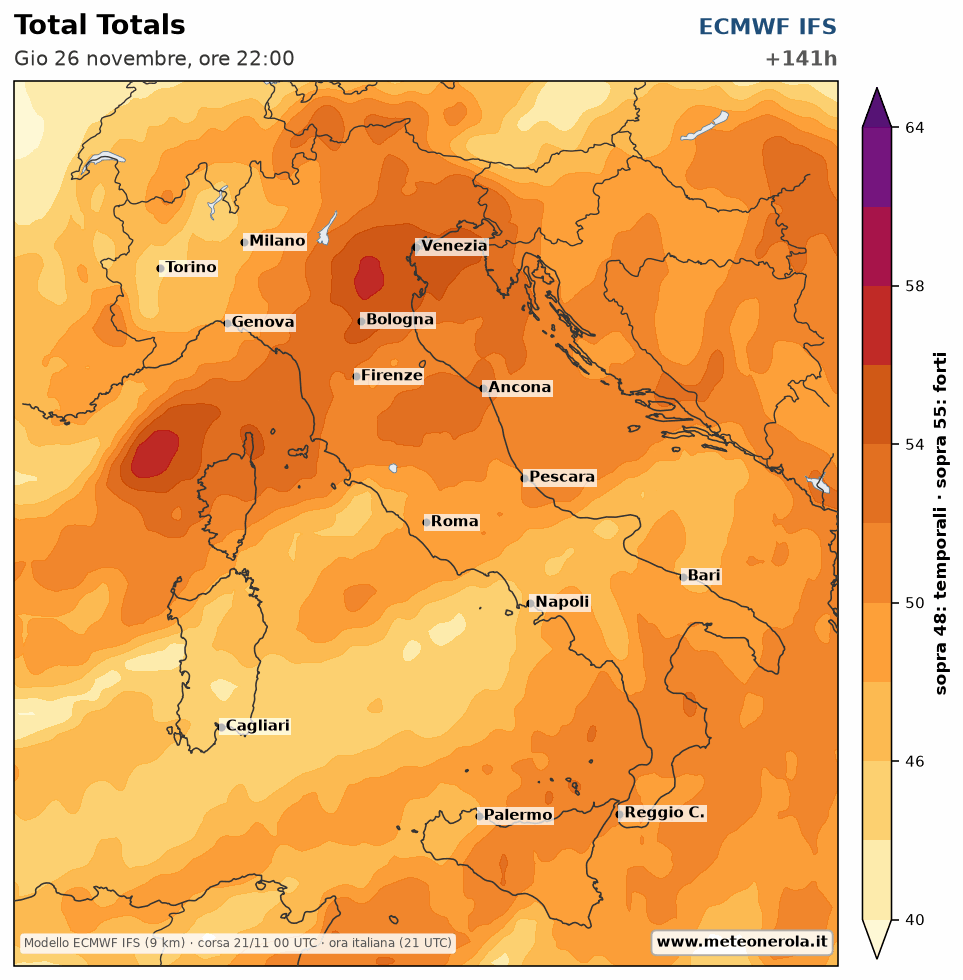 Total Totals
ECMWF IFS
Gio 26 novembre, ore 22:00
+141h
Milano
Venezia
Torino
Genova
Bologna
Firenze
Ancona
Pescara
Roma
Bari
Napoli
Cagliari
Palermo
Reggio C.
64
58
54
50
46
40
sopra 48: temporali · sopra 55: forti
Modello ECMWF IFS (9 km) · corsa 21/11 00 UTC · ora italiana (21 UTC)
www.meteonerola.it